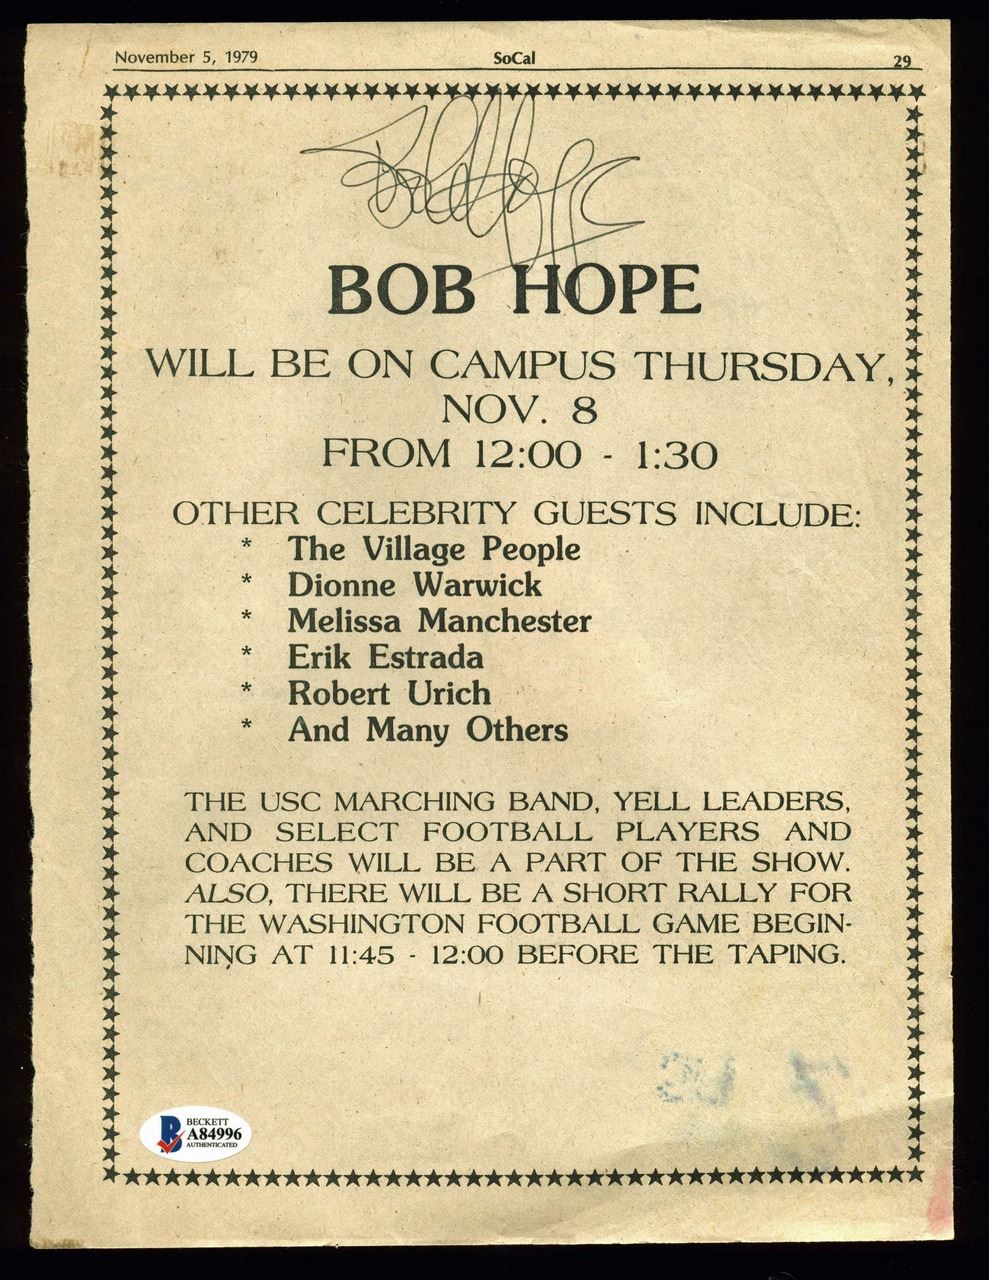 November 5, 1979 SoCal 29
Bob Hope
BOB HOPE
WILL BE ON CAMPUS THURSDAY,
NOV. 8
FROM 12:00 - 1:30
OTHER CELEBRITY GUESTS INCLUDE:
* The Village People
* Dionne Warwick
* Melissa Manchester
* Erik Estrada
* Robert Urich
* And Many Others
THE USC MARCHING BAND, YELL LEADERS,
AND SELECT FOOTBALL PLAYERS AND
COACHES WILL BE A PART OF THE SHOW.
ALSO, THERE WILL BE A SHORT RALLY FOR
THE WASHINGTON FOOTBALL GAME BEGIN-
NING AT 11:45 - 12:00 BEFORE THE TAPING.
B BECKETT
A84996
AUTHENTICATED